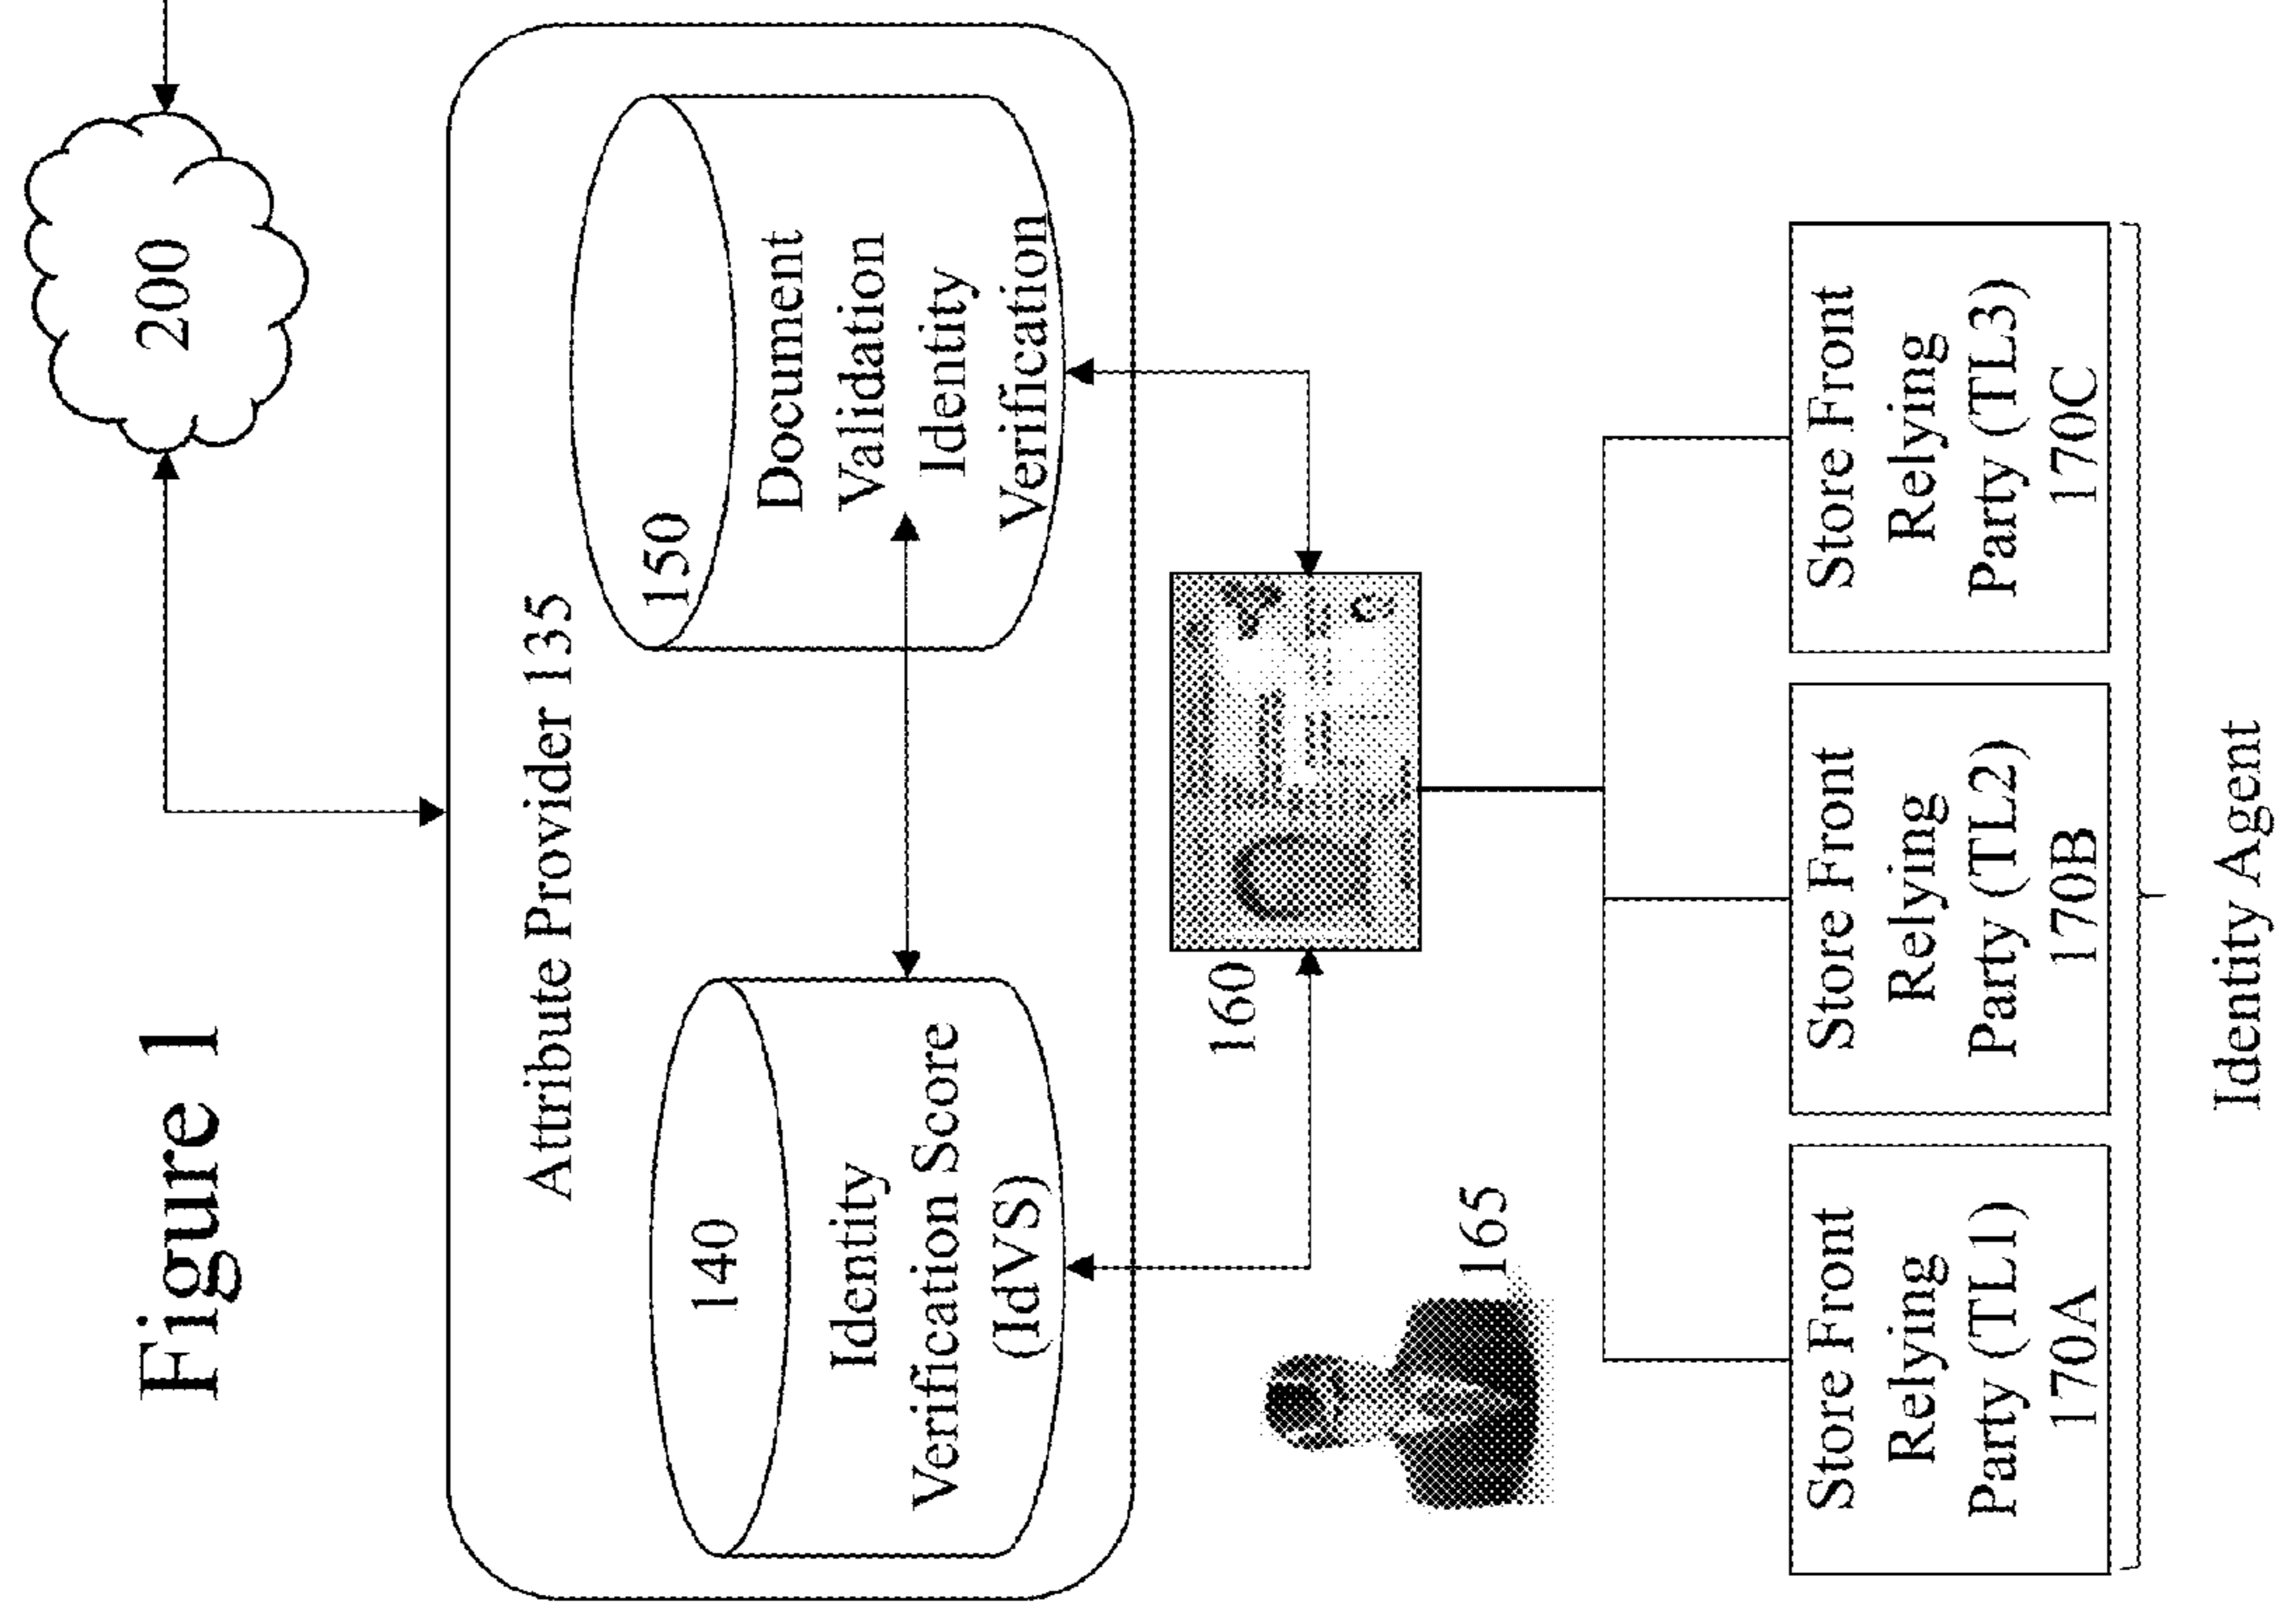 Figure 1
200
Attribute Provider 135
140
Identity
Verification Score
(IdVS)
150
Document
Validation
Identity
Verification
160
165
Store Front
Relying
Party (TL1)
170A
Store Front
Relying
Party (TL2)
170B
Store Front
Relying
Party (TL3)
170C
Identity Agent